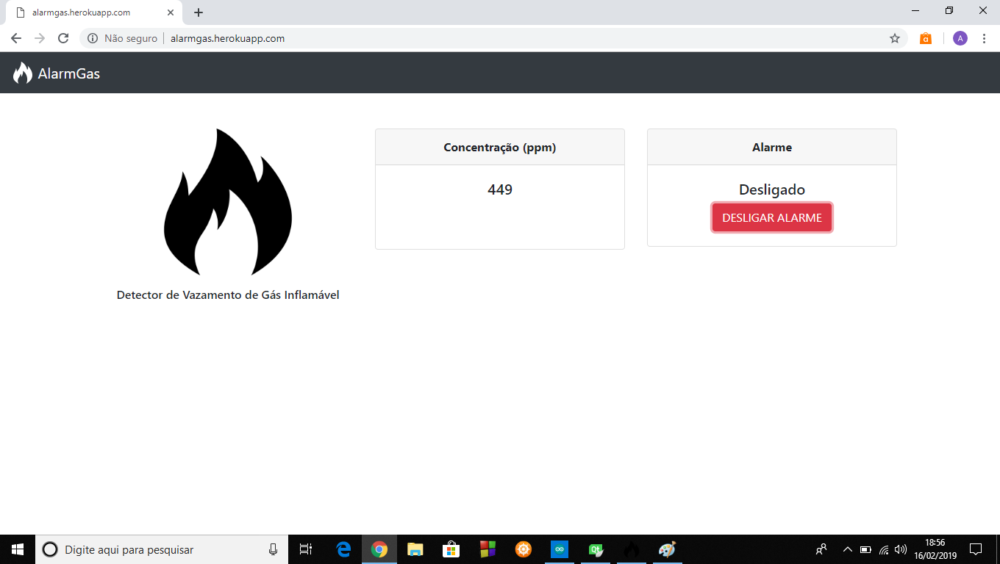 alarmgas.herokuapp.com
Não seguro | alarmgas.herokuapp.com
a
A
AlarmGas
Concentração (ppm)
449
Alarme
Desligado
DESLIGAR ALARME
Detector de Vazamento de Gás Inflamável
Digite aqui para pesquisar
Qt
18:56
16/02/2019